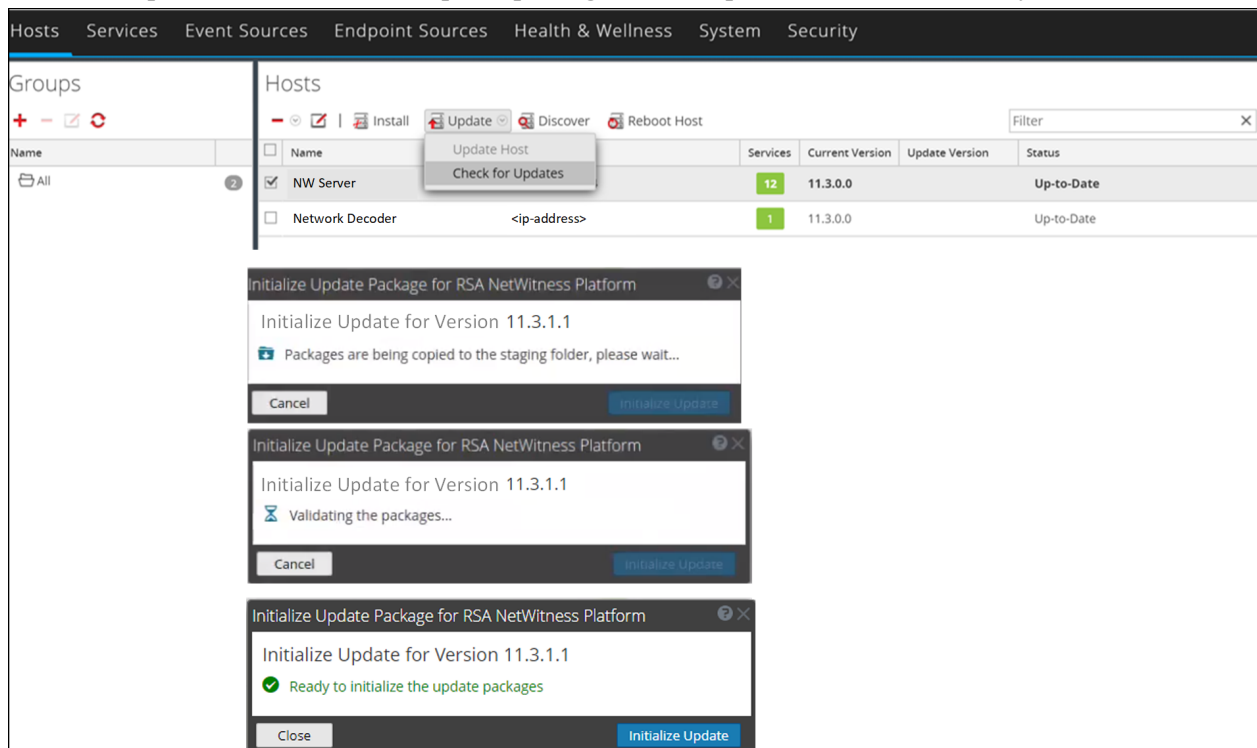 Hosts Services Event Sources Endpoint Sources Health & Wellness System Security
Groups
Name
All 2
Hosts
Install Update Discover Reboot Host Filter
Update Host
Check for Updates
Name Services Current Version Update Version Status
NW Server 12 11.3.0.0 Up-to-Date
Network Decoder <ip-address> 1 11.3.0.0 Up-to-Date
Initialize Update Package for RSA NetWitness Platform
Initialize Update for Version 11.3.1.1
Packages are being copied to the staging folder, please wait...
Cancel Initialize Update
Initialize Update Package for RSA NetWitness Platform
Initialize Update for Version 11.3.1.1
Validating the packages...
Cancel Initialize Update
Initialize Update Package for RSA NetWitness Platform
Initialize Update for Version 11.3.1.1
Ready to initialize the update packages
Close Initialize Update